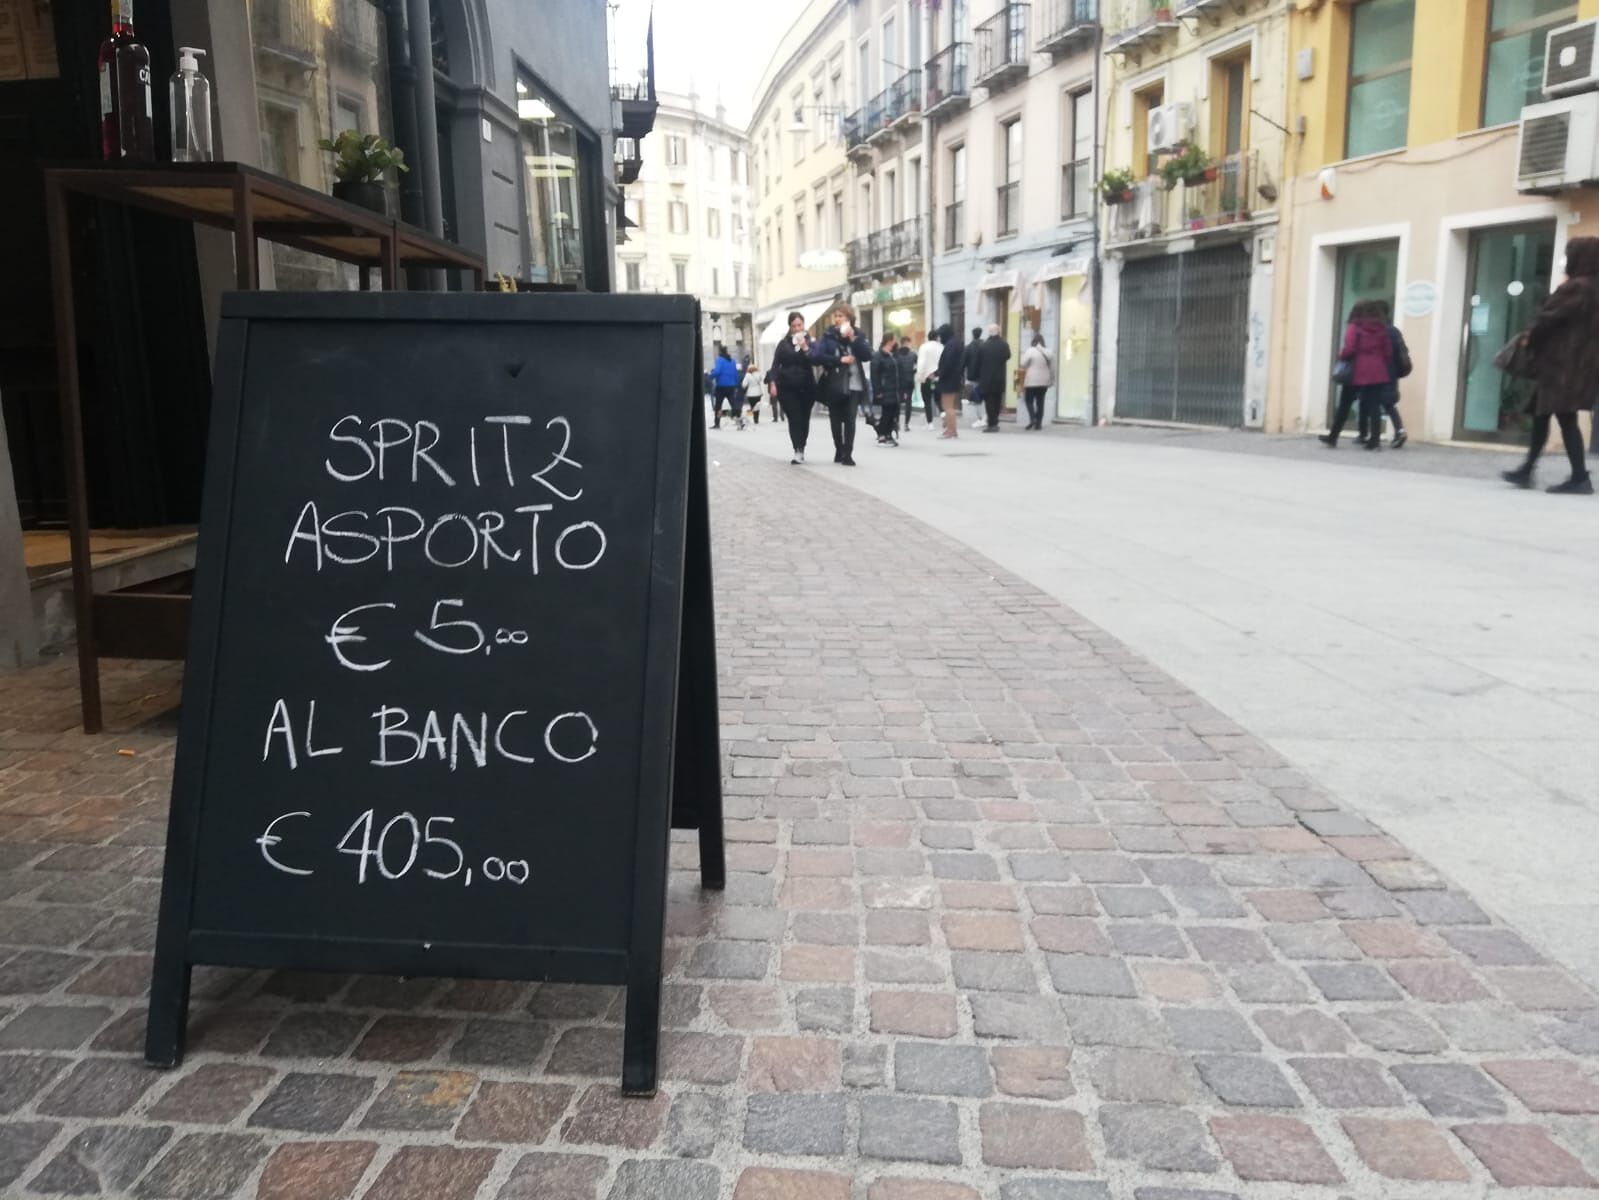 SPRITZ
ASPORTO
€ 5,00
AL BANCO
€ 405,00